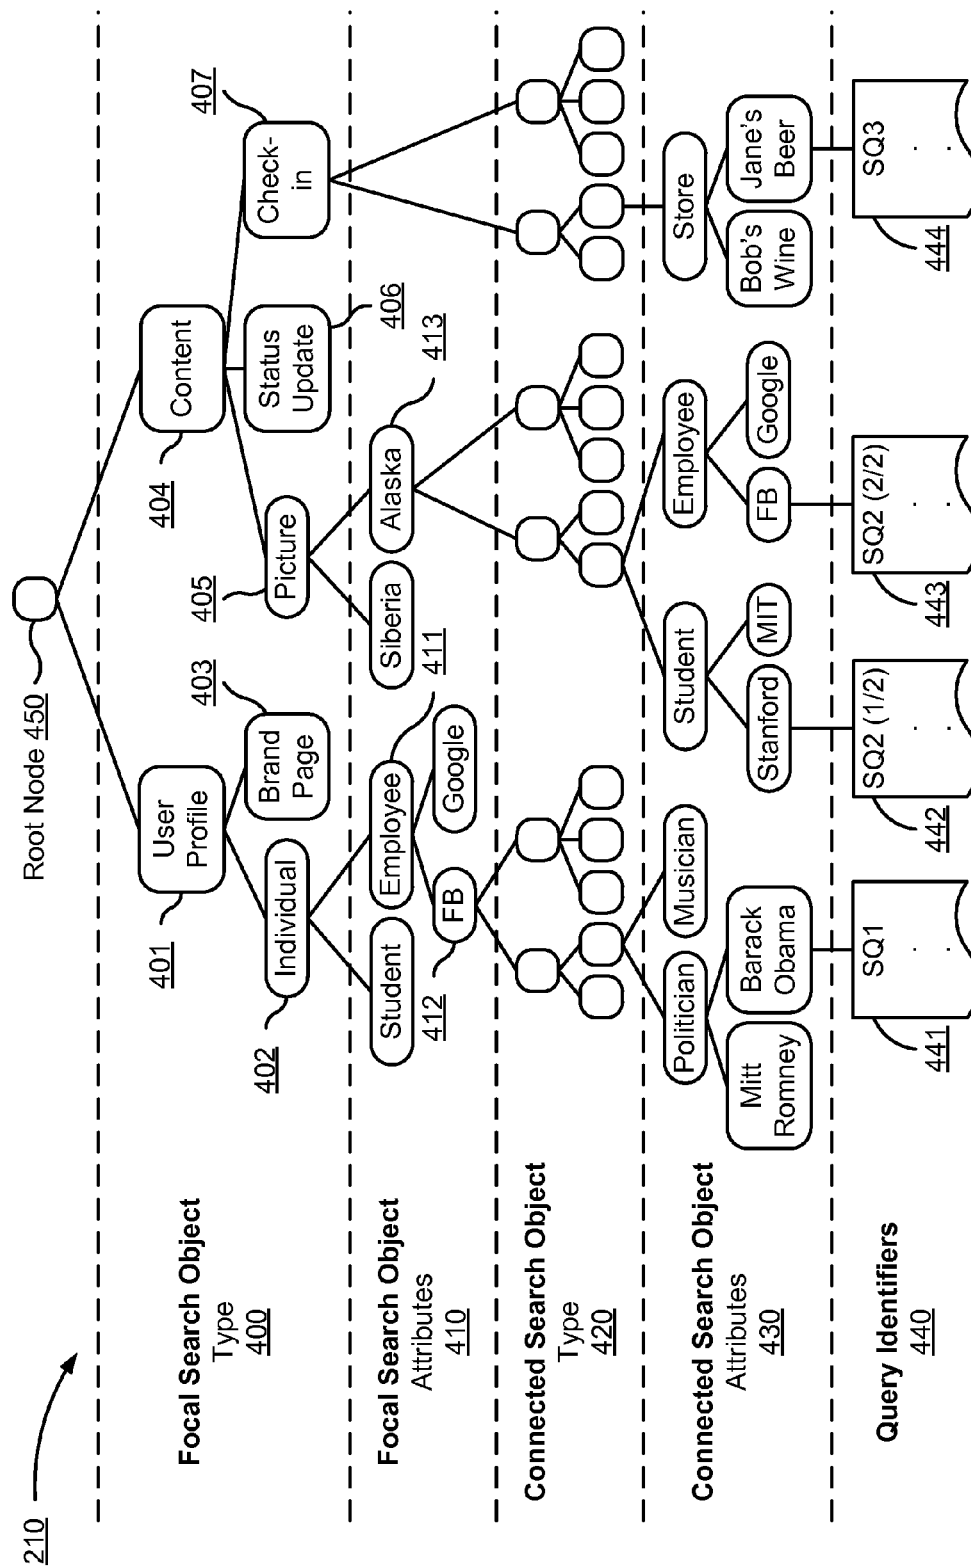 210
Root Node 450
Focal Search Object
Type
400
401
User
Profile
404
Content
402
Individual
Brand
Page
403
405
Picture
Status
Update
406
Check-
in
407
Focal Search Object
Attributes
410
Student
Employee
411
Siberia
Alaska
413
412
FB
Google
Connected Search Object
Type
420
Connected Search Object
Attributes
430
Politician
Musician
Student
Employee
Store
Mitt
Romney
Barack
Obama
Stanford
MIT
FB
Google
Bob's
Wine
Jane's
Beer
Query Identifiers
440
441
SQ1
. .
442
SQ2 (1/2)
. .
443
SQ2 (2/2)
. .
444
SQ3
. .